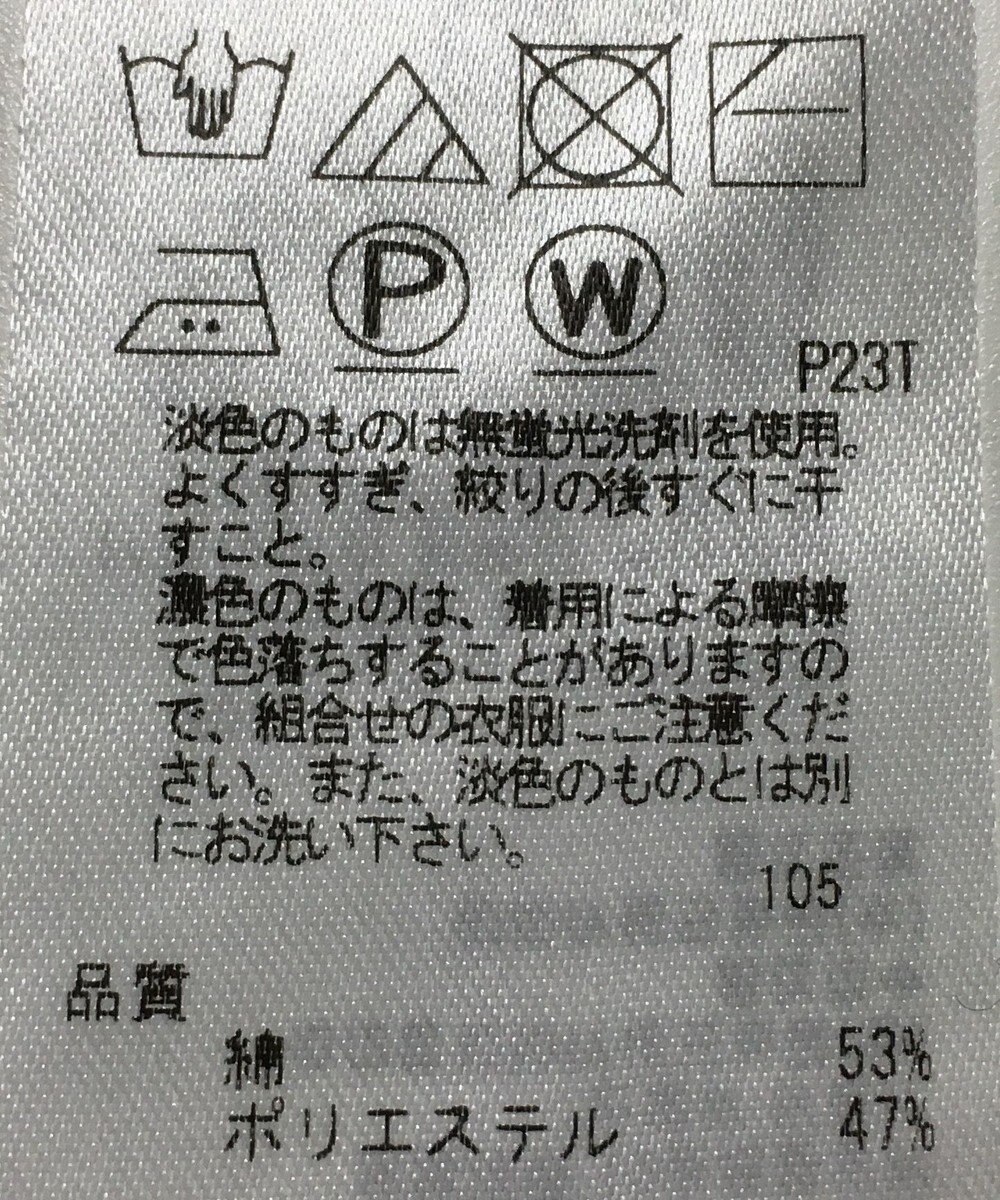 P W
P23T
淡色のものは無蛍光洗剤を使用。
よくすすぎ、絞りの後すぐに干
すこと。
濃色のものは、着用による摩擦
で色落ちすることがありますの
で、組合せの衣服にご注意くだ
さい。また、淡色のものとは別
にお洗い下さい。
105
品質
綿 53%
ポリエステル 47%